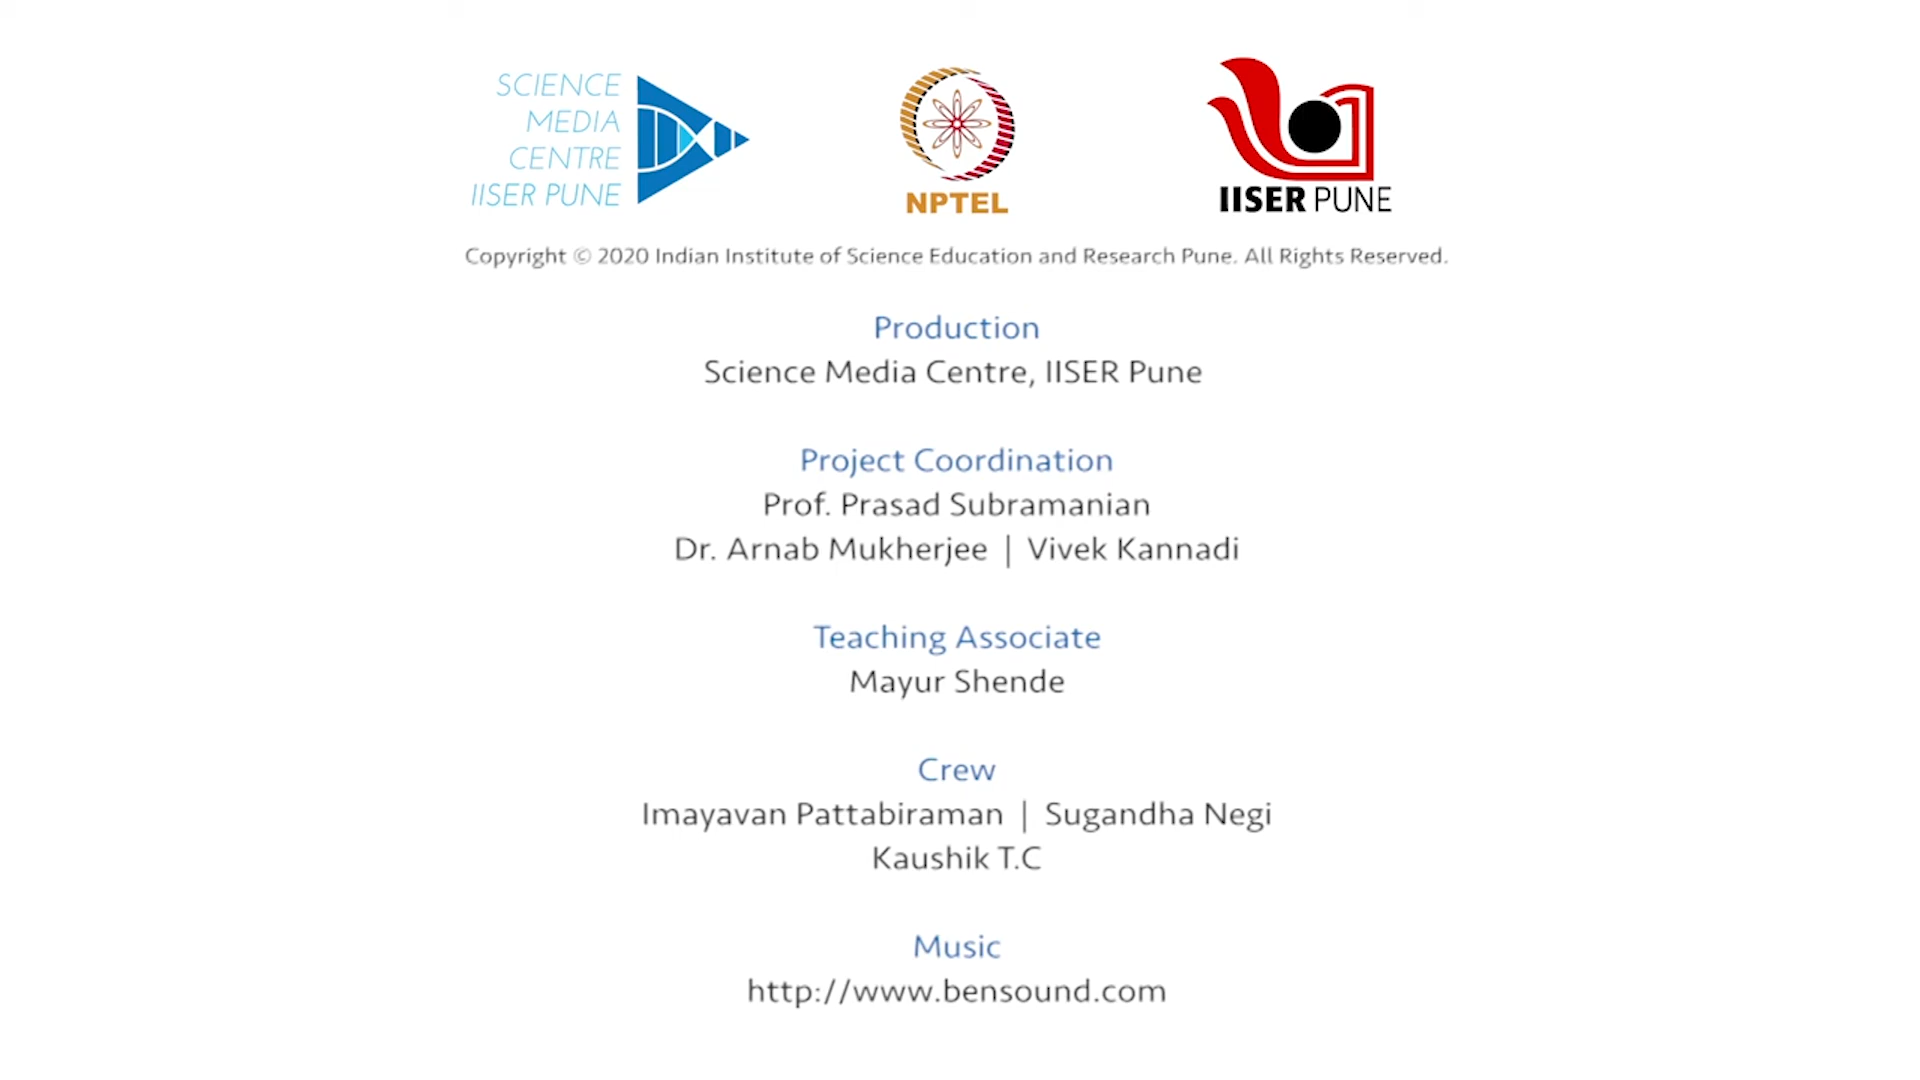 SCIENCE
MEDIA
CENTRE
IISER PUNE
NPTEL
IISER PUNE
Copyright © 2020 Indian Institute of Science Education and Research Pune. All Rights Reserved.
Production
Science Media Centre, IISER Pune
Project Coordination
Prof. Prasad Subramanian
Dr. Arnab Mukherjee | Vivek Kannadi
Teaching Associate
Mayur Shende
Crew
Imayavan Pattabiraman | Sugandha Negi
Kaushik T.C
Music
http://www.bensound.com